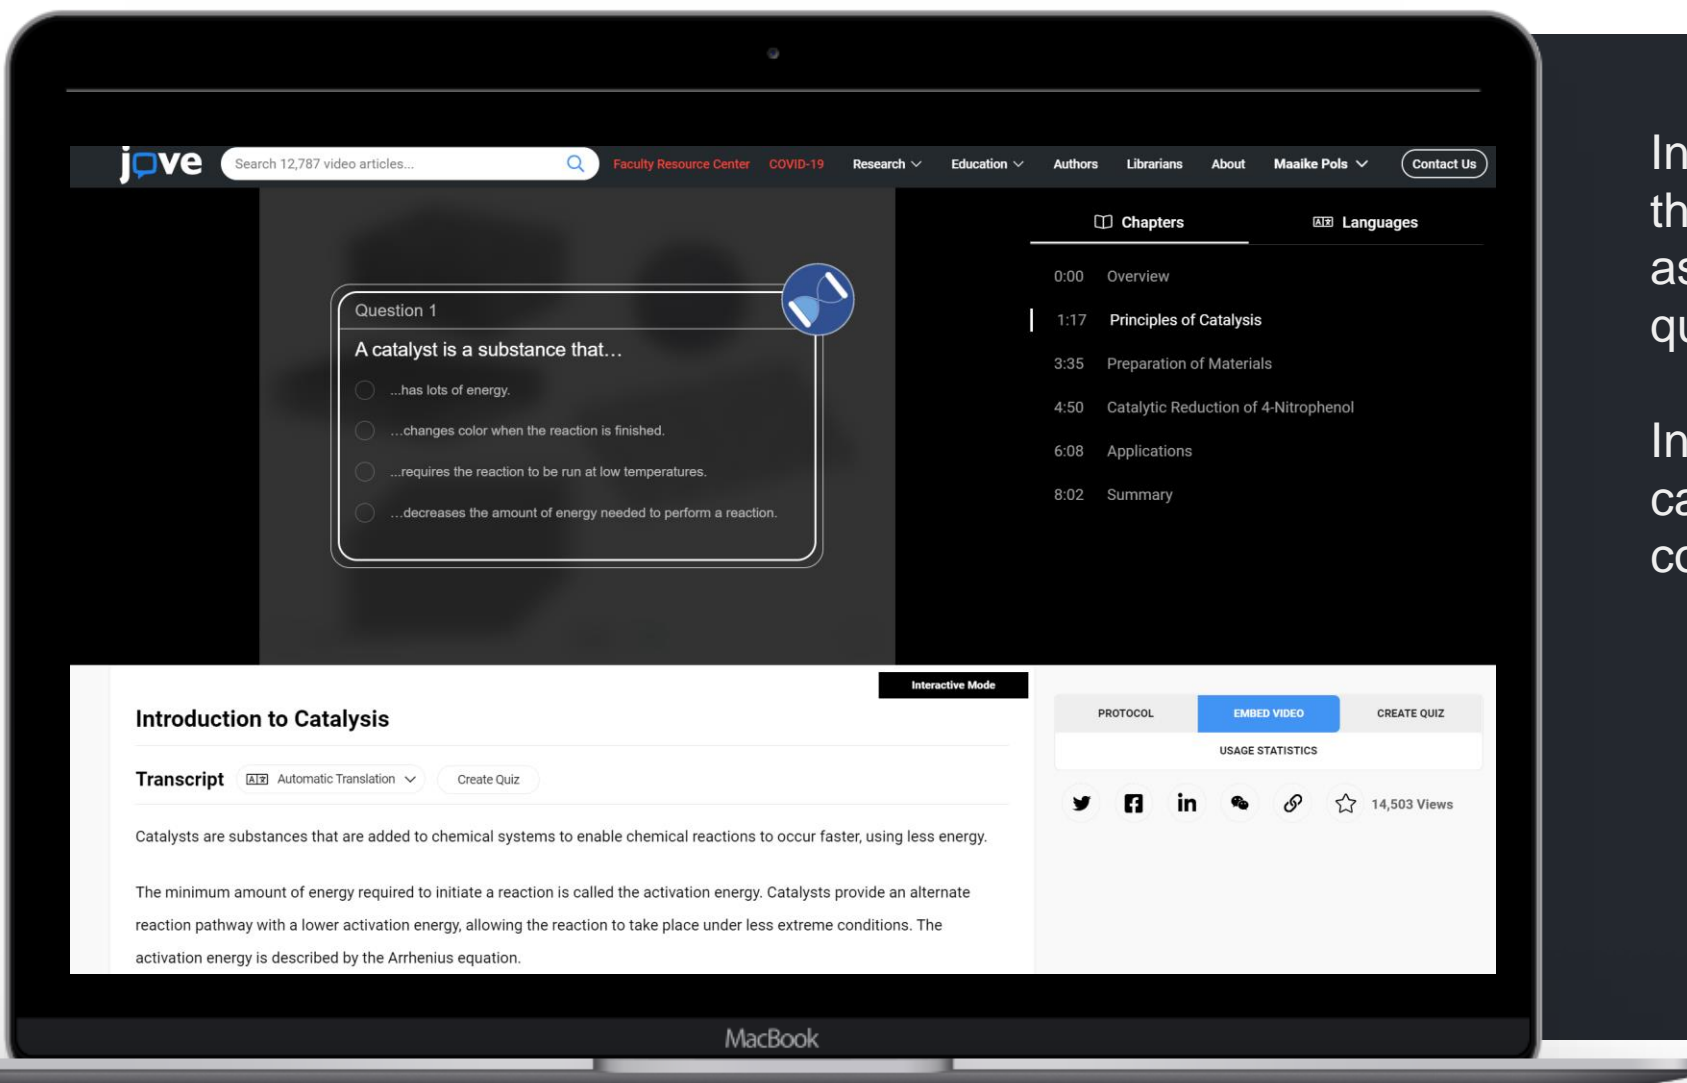 jove
Search 12,787 video articles...
Faculty Resource Center
COVID-19
Research
Education
Authors
Librarians
About
Maaike Pols
Contact Us
Question 1
A catalyst is a substance that...
...has lots of energy.
...changes color when the reaction is finished.
...requires the reaction to be run at low temperatures.
...decreases the amount of energy needed to perform a reaction.
Chapters
Languages
0:00 Overview
1:17 Principles of Catalysis
3:35 Preparation of Materials
4:50 Catalytic Reduction of 4-Nitrophenol
6:08 Applications
8:02 Summary
Interactive Mode
Introduction to Catalysis
Transcript
Automatic Translation
Create Quiz
Catalysts are substances that are added to chemical systems to enable chemical reactions to occur faster, using less energy.
The minimum amount of energy required to initiate a reaction is called the activation energy. Catalysts provide an alternate
reaction pathway with a lower activation energy, allowing the reaction to take place under less extreme conditions. The
activation energy is described by the Arrhenius equation.
PROTOCOL
EMBED VIDEO
CREATE QUIZ
USAGE STATISTICS
14,503 Views
MacBook